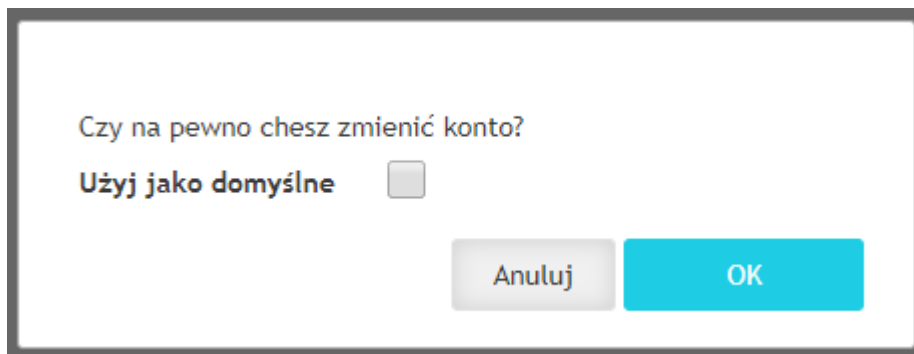 Czy na pewno chesz zmienić konto?
Użyj jako domyślne
Anuluj OK